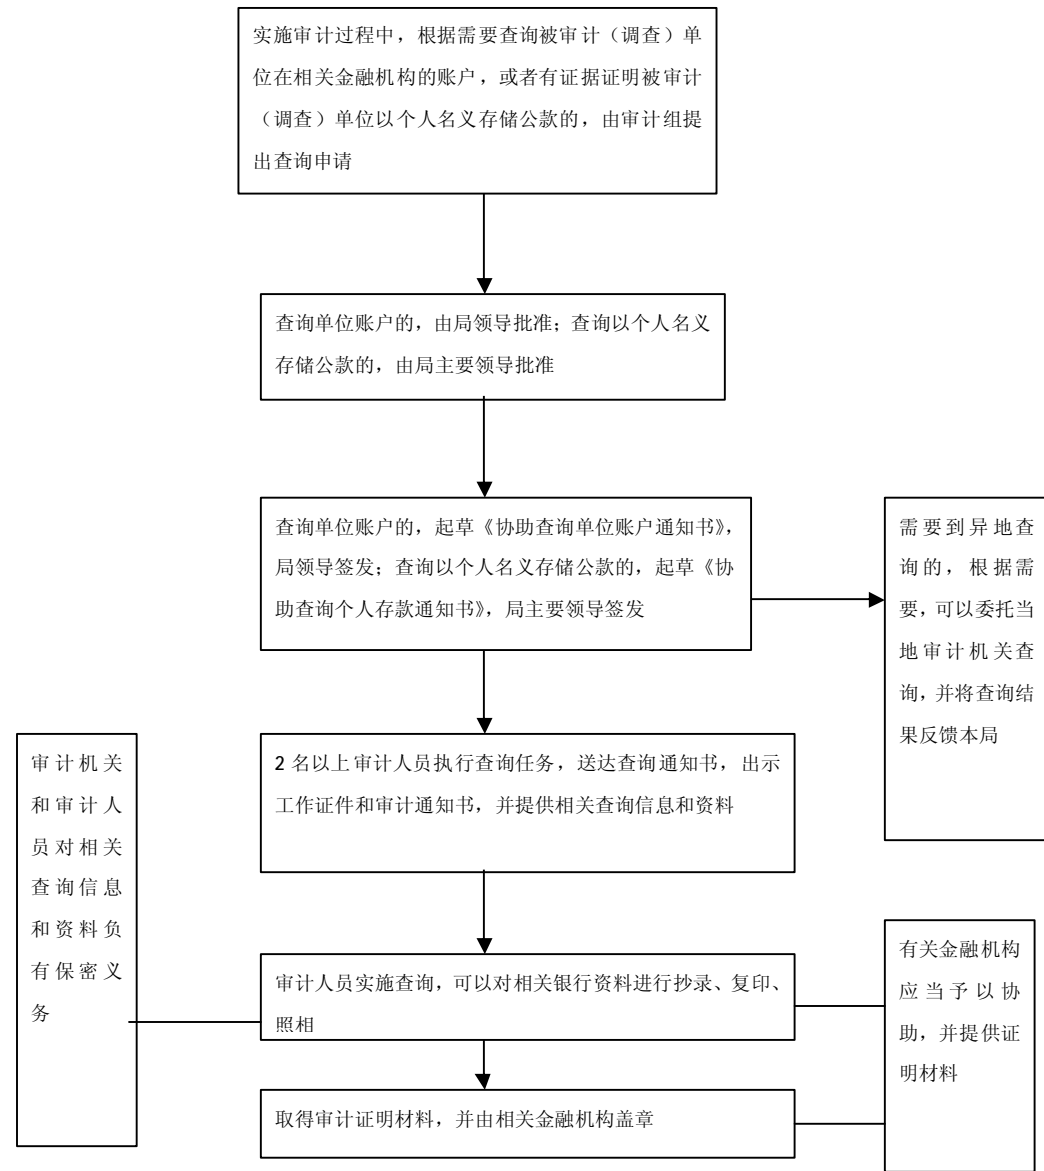 实施审计过程中，根据需要查询被审计（调查）单
位在相关金融机构的账户，或者有证据证明被审计
（调查）单位以个人名义存储公款的，由审计组提
出查询申请
查询单位账户的，由局领导批准；查询以个人名义
存储公款的，由局主要领导批准
查询单位账户的，起草《协助查询单位账户通知书》，
局领导签发；查询以个人名义存储公款的，起草《协
助查询个人存款通知书》，局主要领导签发
需要到异地查
询的，根据需
要，可以委托当
地审计机关查
询，并将查询结
果反馈本局
2 名以上审计人员执行查询任务，送达查询通知书，出示
工作证件和审计通知书，并提供相关查询信息和资料
审计机关
和审计人
员对相关
查询信息
和资料负
有保密义
务
审计人员实施查询，可以对相关银行资料进行抄录、复印、
照相
有关金融机构
应当予以协
助，并提供证
明材料
取得审计证明材料，并由相关金融机构盖章